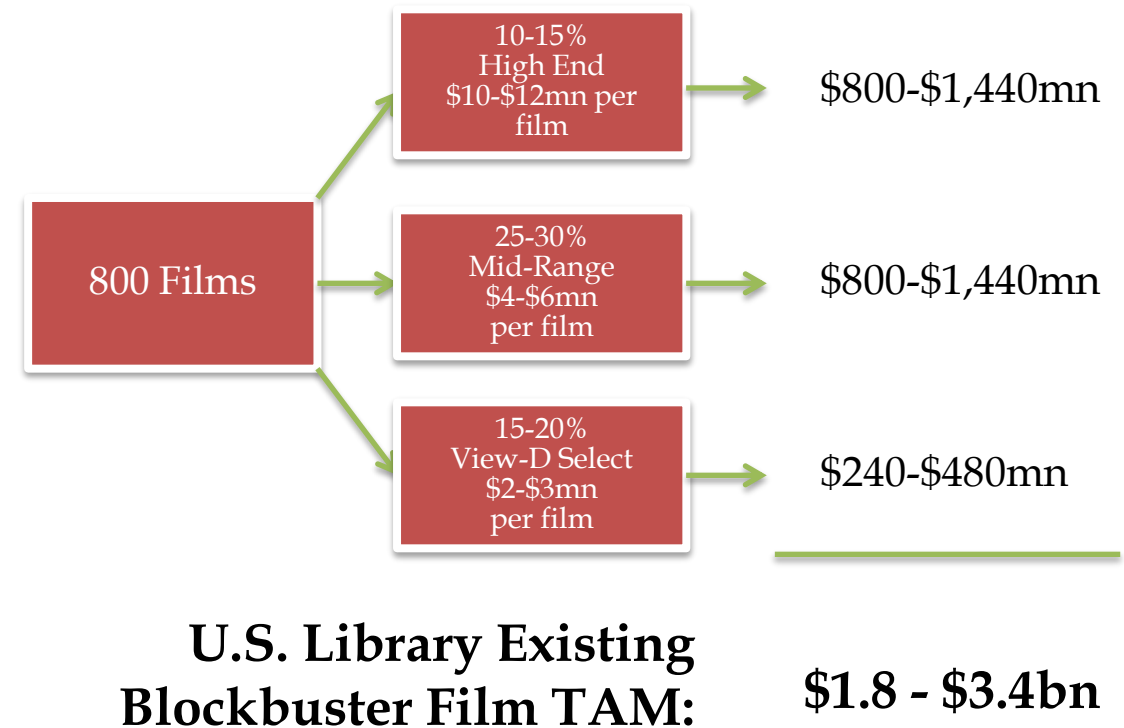 10-15%
High End
$10-$12mn per
film
$800-$1,440mn
800 Films
25-30%
Mid-Range
$4-$6mn
per film
$800-$1,440mn
15-20%
View-D Select
$2-$3mn
per film
$240-$480mn
U.S. Library Existing
Blockbuster Film TAM:
$1.8 - $3.4bn